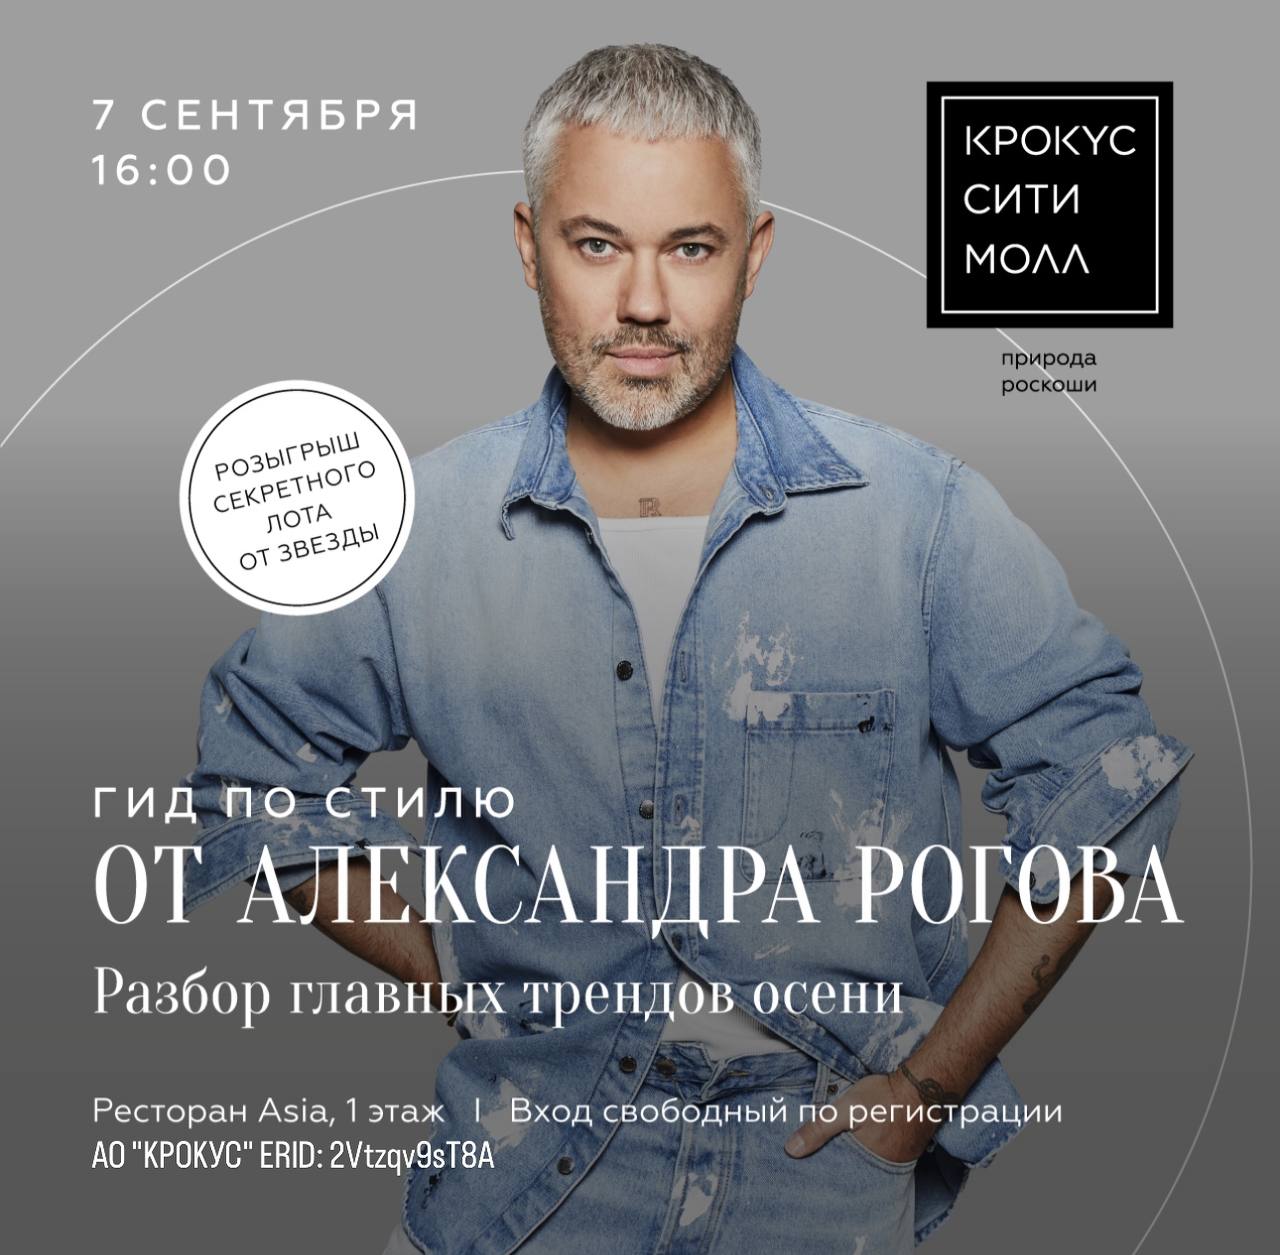 7 СЕНТЯБРЯ
16:00
КРОКУС
СИТИ
МОЛЛ
природа
роскоши
РОЗЫГРЫШ
СЕКРЕТНОГО
ЛОТА
ОТ ЗВЕЗДЫ
ГИД ПО СТИЛЮ
ОТ АЛЕКСАНДРА РОГОВА
Разбор главных трендов осени
Ресторан Asia, 1 этаж | Вход свободный по регистрации
АО "КРОКУС" ERID: 2Vtzqv9sT8A